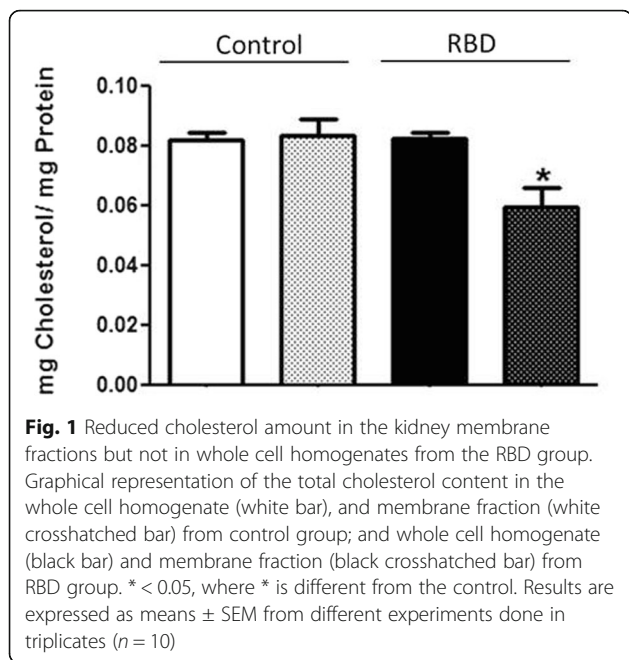 Control RBD
mg Cholesterol/ mg Protein
0.10
0.08
0.06
0.04
0.02
0.00
*
Fig. 1 Reduced cholesterol amount in the kidney membrane
fractions but not in whole cell homogenates from the RBD group.
Graphical representation of the total cholesterol content in the
whole cell homogenate (white bar), and membrane fraction (white
crosshatched bar) from control group; and whole cell homogenate
(black bar) and membrane fraction (black crosshatched bar) from
RBD group. * < 0.05, where * is different from the control. Results are
expressed as means ± SEM from different experiments done in
triplicates (n = 10)